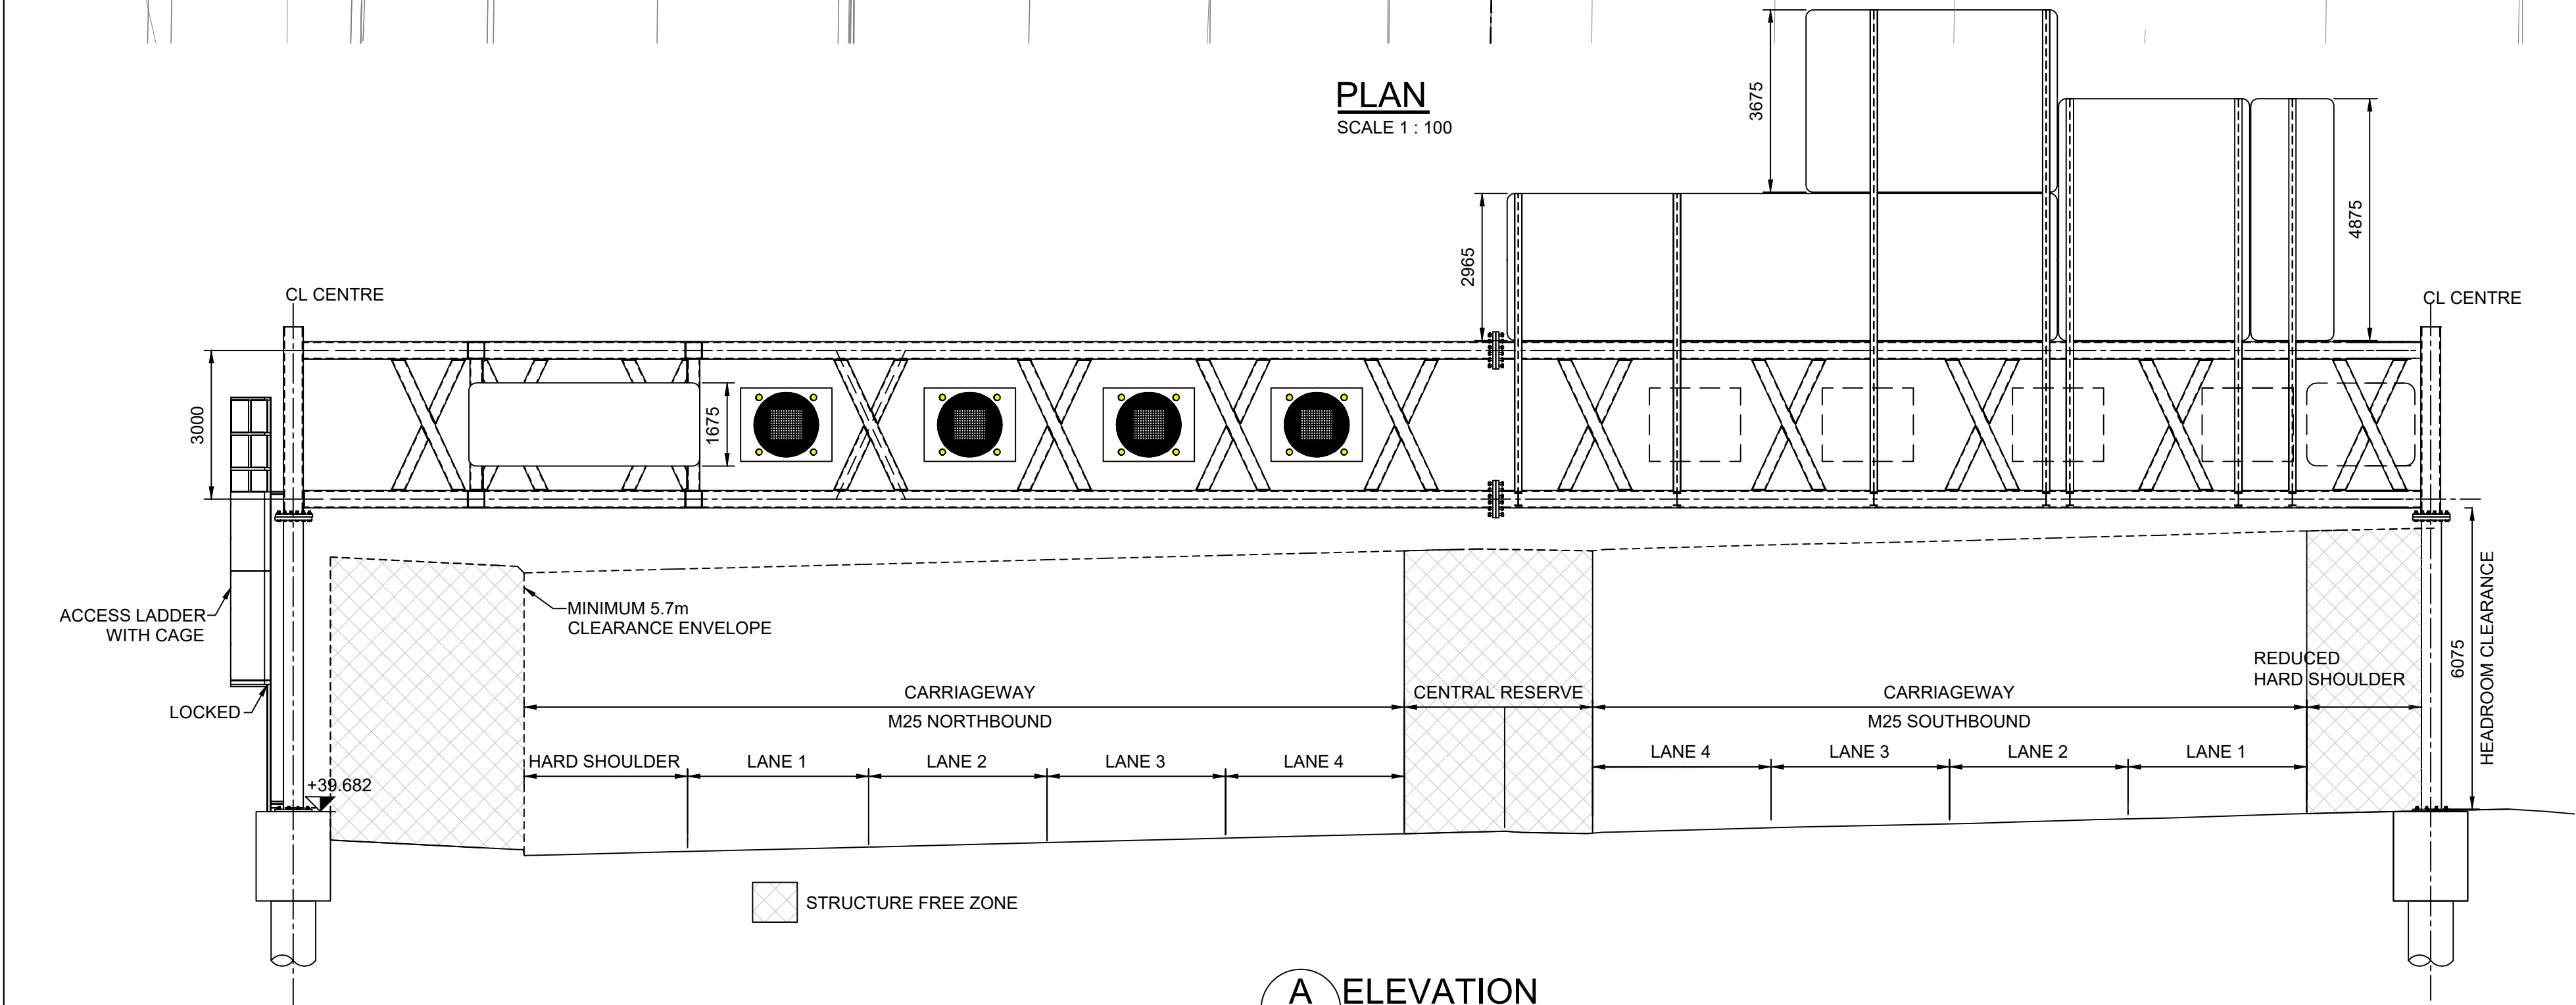 PLAN
SCALE 1 : 100
3675
4875
2965
CL CENTRE
CL CENTRE
3000
1675
ACCESS LADDER
WITH CAGE
LOCKED
MINIMUM 5.7m
CLEARANCE ENVELOPE
6075
HEADROOM CLEARANCE
REDUCED
HARD SHOULDER
CARRIAGEWAY
CENTRAL RESERVE
CARRIAGEWAY
M25 NORTHBOUND
M25 SOUTHBOUND
HARD SHOULDER
LANE 1
LANE 2
LANE 3
LANE 4
LANE 4
LANE 3
LANE 2
LANE 1
+39.682
STRUCTURE FREE ZONE
A
ELEVATION